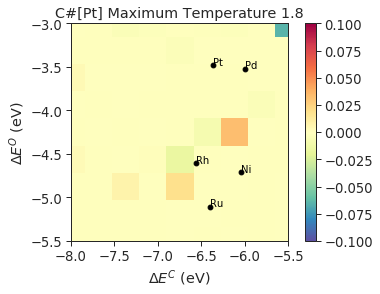 C#[Pt] Maximum Temperature 1.8
−3.0
−3.5
−4.0
−4.5
−5.0
−5.5
ΔE^O (eV)
Pt
Pd
Rh
Ni
Ru
−8.0 −7.5 −7.0 −6.5 −6.0 −5.5
ΔE^C (eV)
0.100
0.075
0.050
0.025
0.000
−0.025
−0.050
−0.075
−0.100